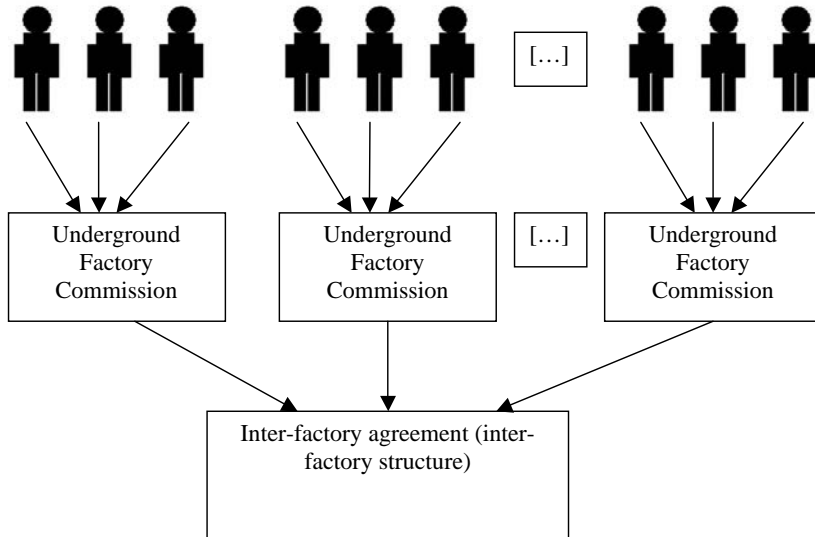 […]
Underground
Factory
Commission
Underground
Factory
Commission
[…]
Underground
Factory
Commission
Inter-factory agreement (inter-
factory structure)